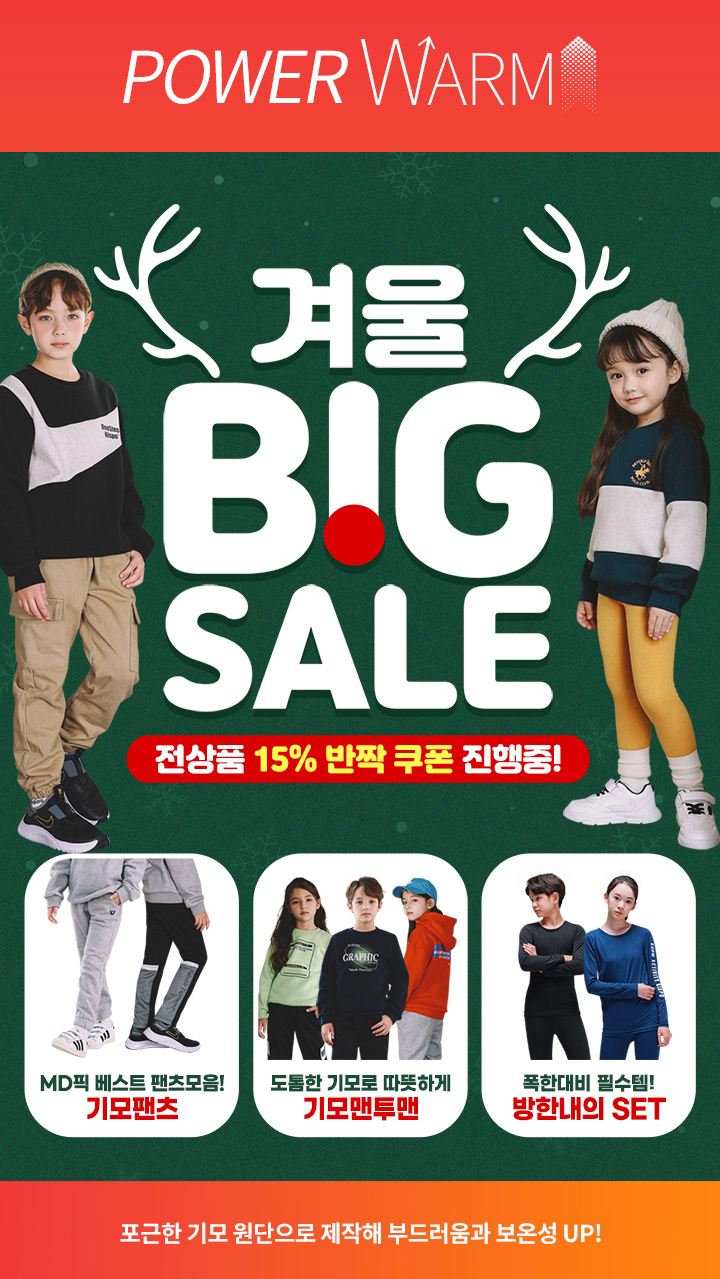 POWER WARM
겨울
BIG
SALE
전상품 15% 반짝 쿠폰 진행중!
GRAPHIC
MD픽 베스트 팬츠모음!
기모팬츠
도톰한 기모로 따뜻하게
기모맨투맨
폭한대비 필수템!
방한내의 SET
포근한 기모 원단으로 제작해 부드러움과 보온성 UP!